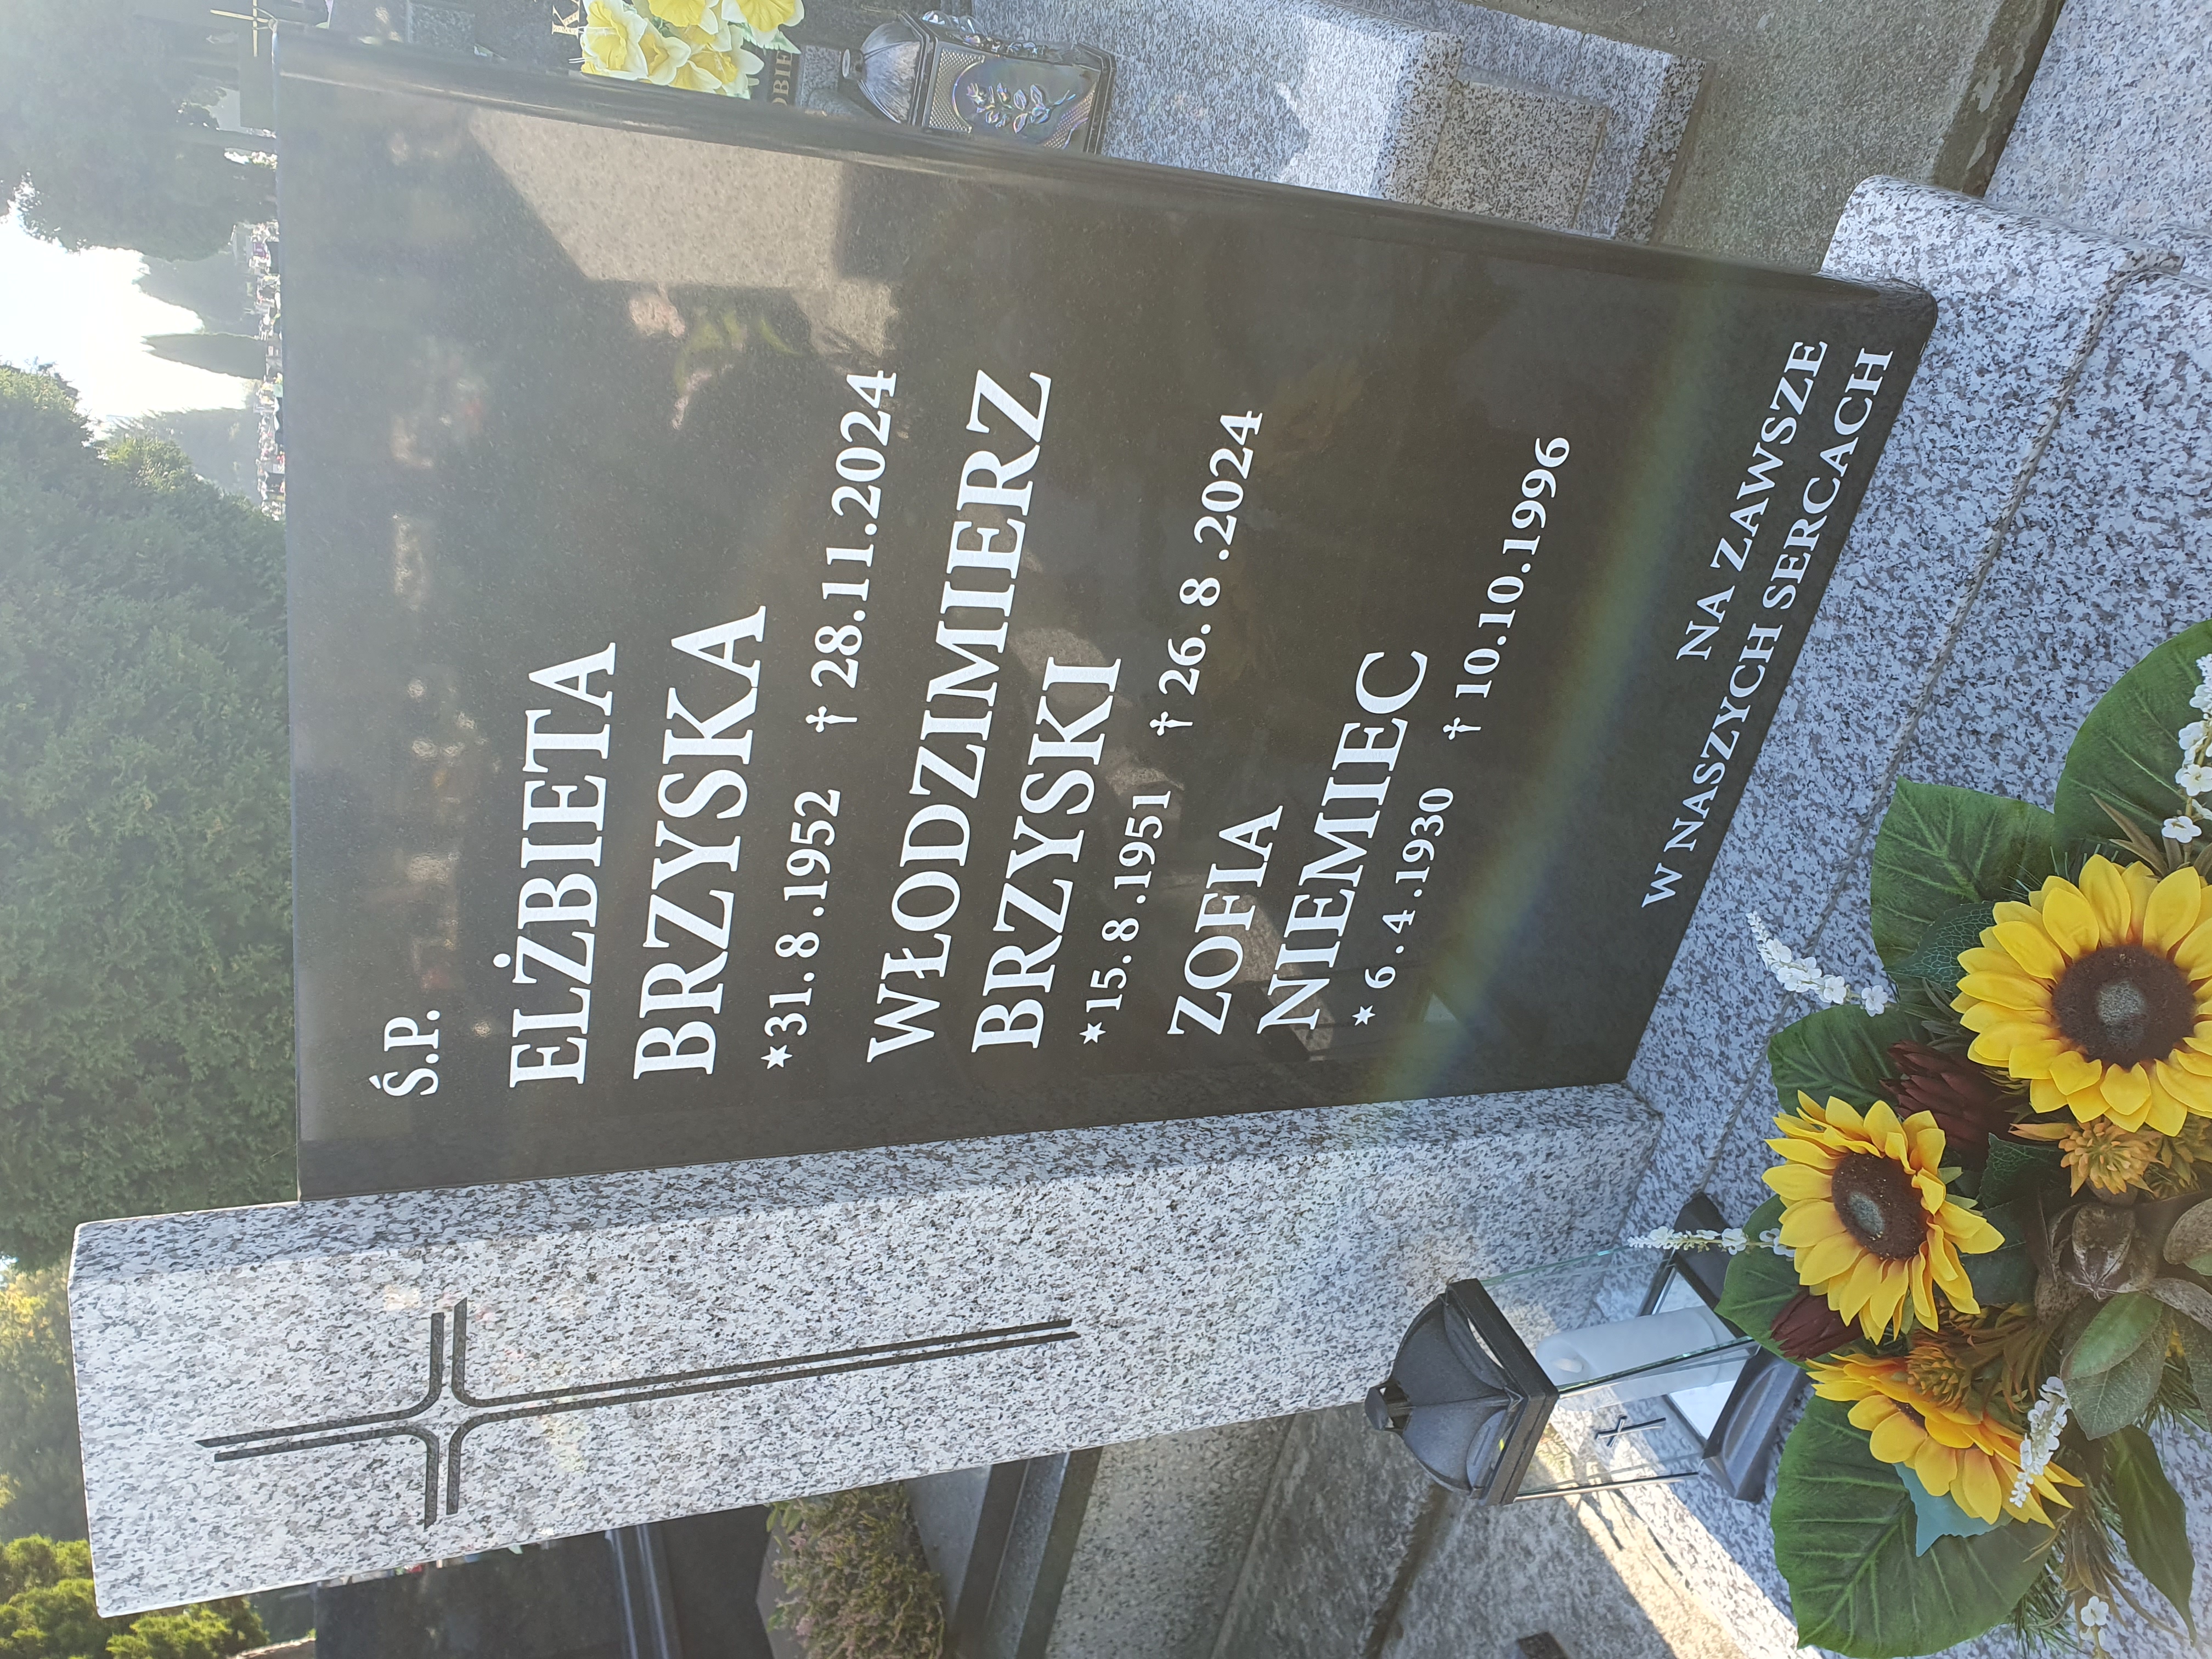 Ś.P.
ELŻBIETA
BRZYSKA
*31.8.1952 †28.11.2024
WŁODZIMIERZ
BRZYSKI
*15.8.1951 †26.8.2024
ZOFIA
NIEMIEC
*6.4.1930 †10.10.1996
NA ZAWSZE
W NASZYCH SERCACH